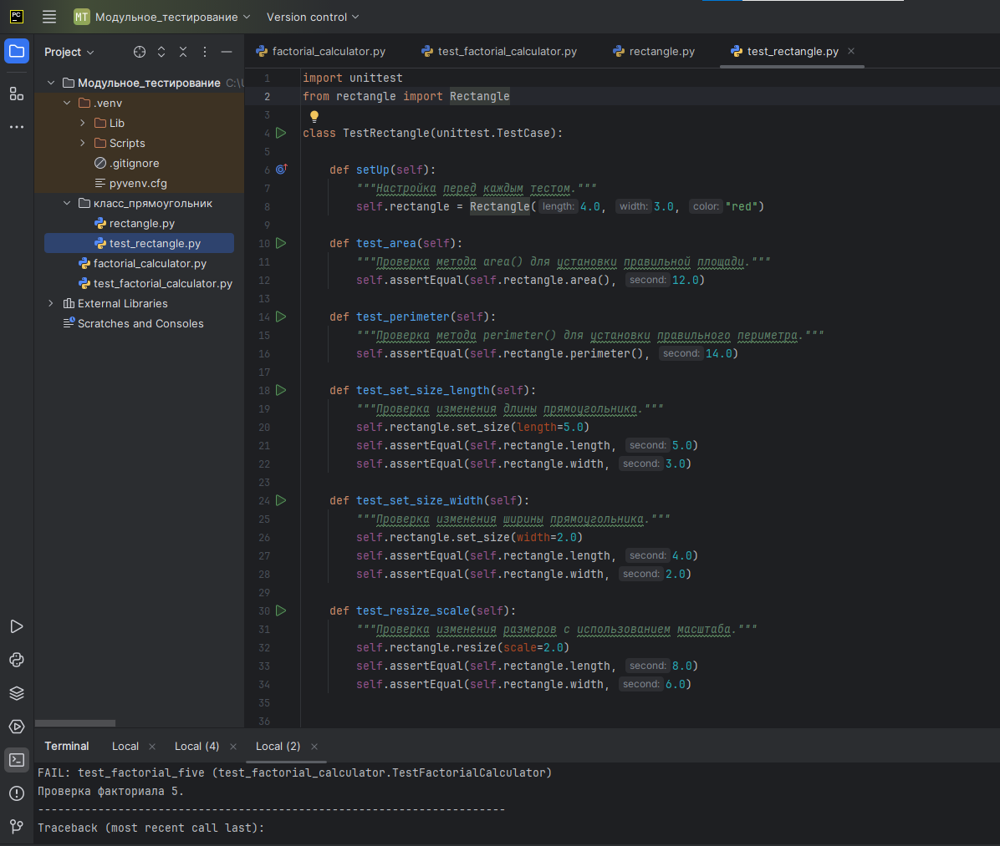 PC
MT Модульное_тестирование Version control
Project
factorial_calculator.py test_factorial_calculator.py rectangle.py test_rectangle.py
Модульное_тестирование C:\U
.venv
Lib
Scripts
.gitignore
pyvenv.cfg
класс_прямоугольник
rectangle.py
test_rectangle.py
factorial_calculator.py
test_factorial_calculator.py
External Libraries
Scratches and Consoles
1 import unittest
2 from rectangle import Rectangle
3
4 class TestRectangle(unittest.TestCase):
5
6 def setUp(self):
7 """Настройка перед каждым тестом."""
8 self.rectangle = Rectangle( length: 4.0, width: 3.0, color: "red")
9
10 def test_area(self):
11 """Проверка метода area() для установки правильной площади."""
12 self.assertEqual(self.rectangle.area(), second: 12.0)
13
14 def test_perimeter(self):
15 """Проверка метода perimeter() для установки правильного периметра."""
16 self.assertEqual(self.rectangle.perimeter(), second: 14.0)
17
18 def test_set_size_length(self):
19 """Проверка изменения длины прямоугольника."""
20 self.rectangle.set_size(length=5.0)
21 self.assertEqual(self.rectangle.length, second: 5.0)
22 self.assertEqual(self.rectangle.width, second: 3.0)
23
24 def test_set_size_width(self):
25 """Проверка изменения ширины прямоугольника."""
26 self.rectangle.set_size(width=2.0)
27 self.assertEqual(self.rectangle.length, second: 4.0)
28 self.assertEqual(self.rectangle.width, second: 2.0)
29
30 def test_resize_scale(self):
31 """Проверка изменения размеров с использованием масштаба."""
32 self.rectangle.resize(scale=2.0)
33 self.assertEqual(self.rectangle.length, second: 8.0)
34 self.assertEqual(self.rectangle.width, second: 6.0)
35
36
Terminal Local Local (4) Local (2)
FAIL: test_factorial_five (test_factorial_calculator.TestFactorialCalculator)
Проверка факториала 5.
----------------------------------------------------------------------
Traceback (most recent call last):